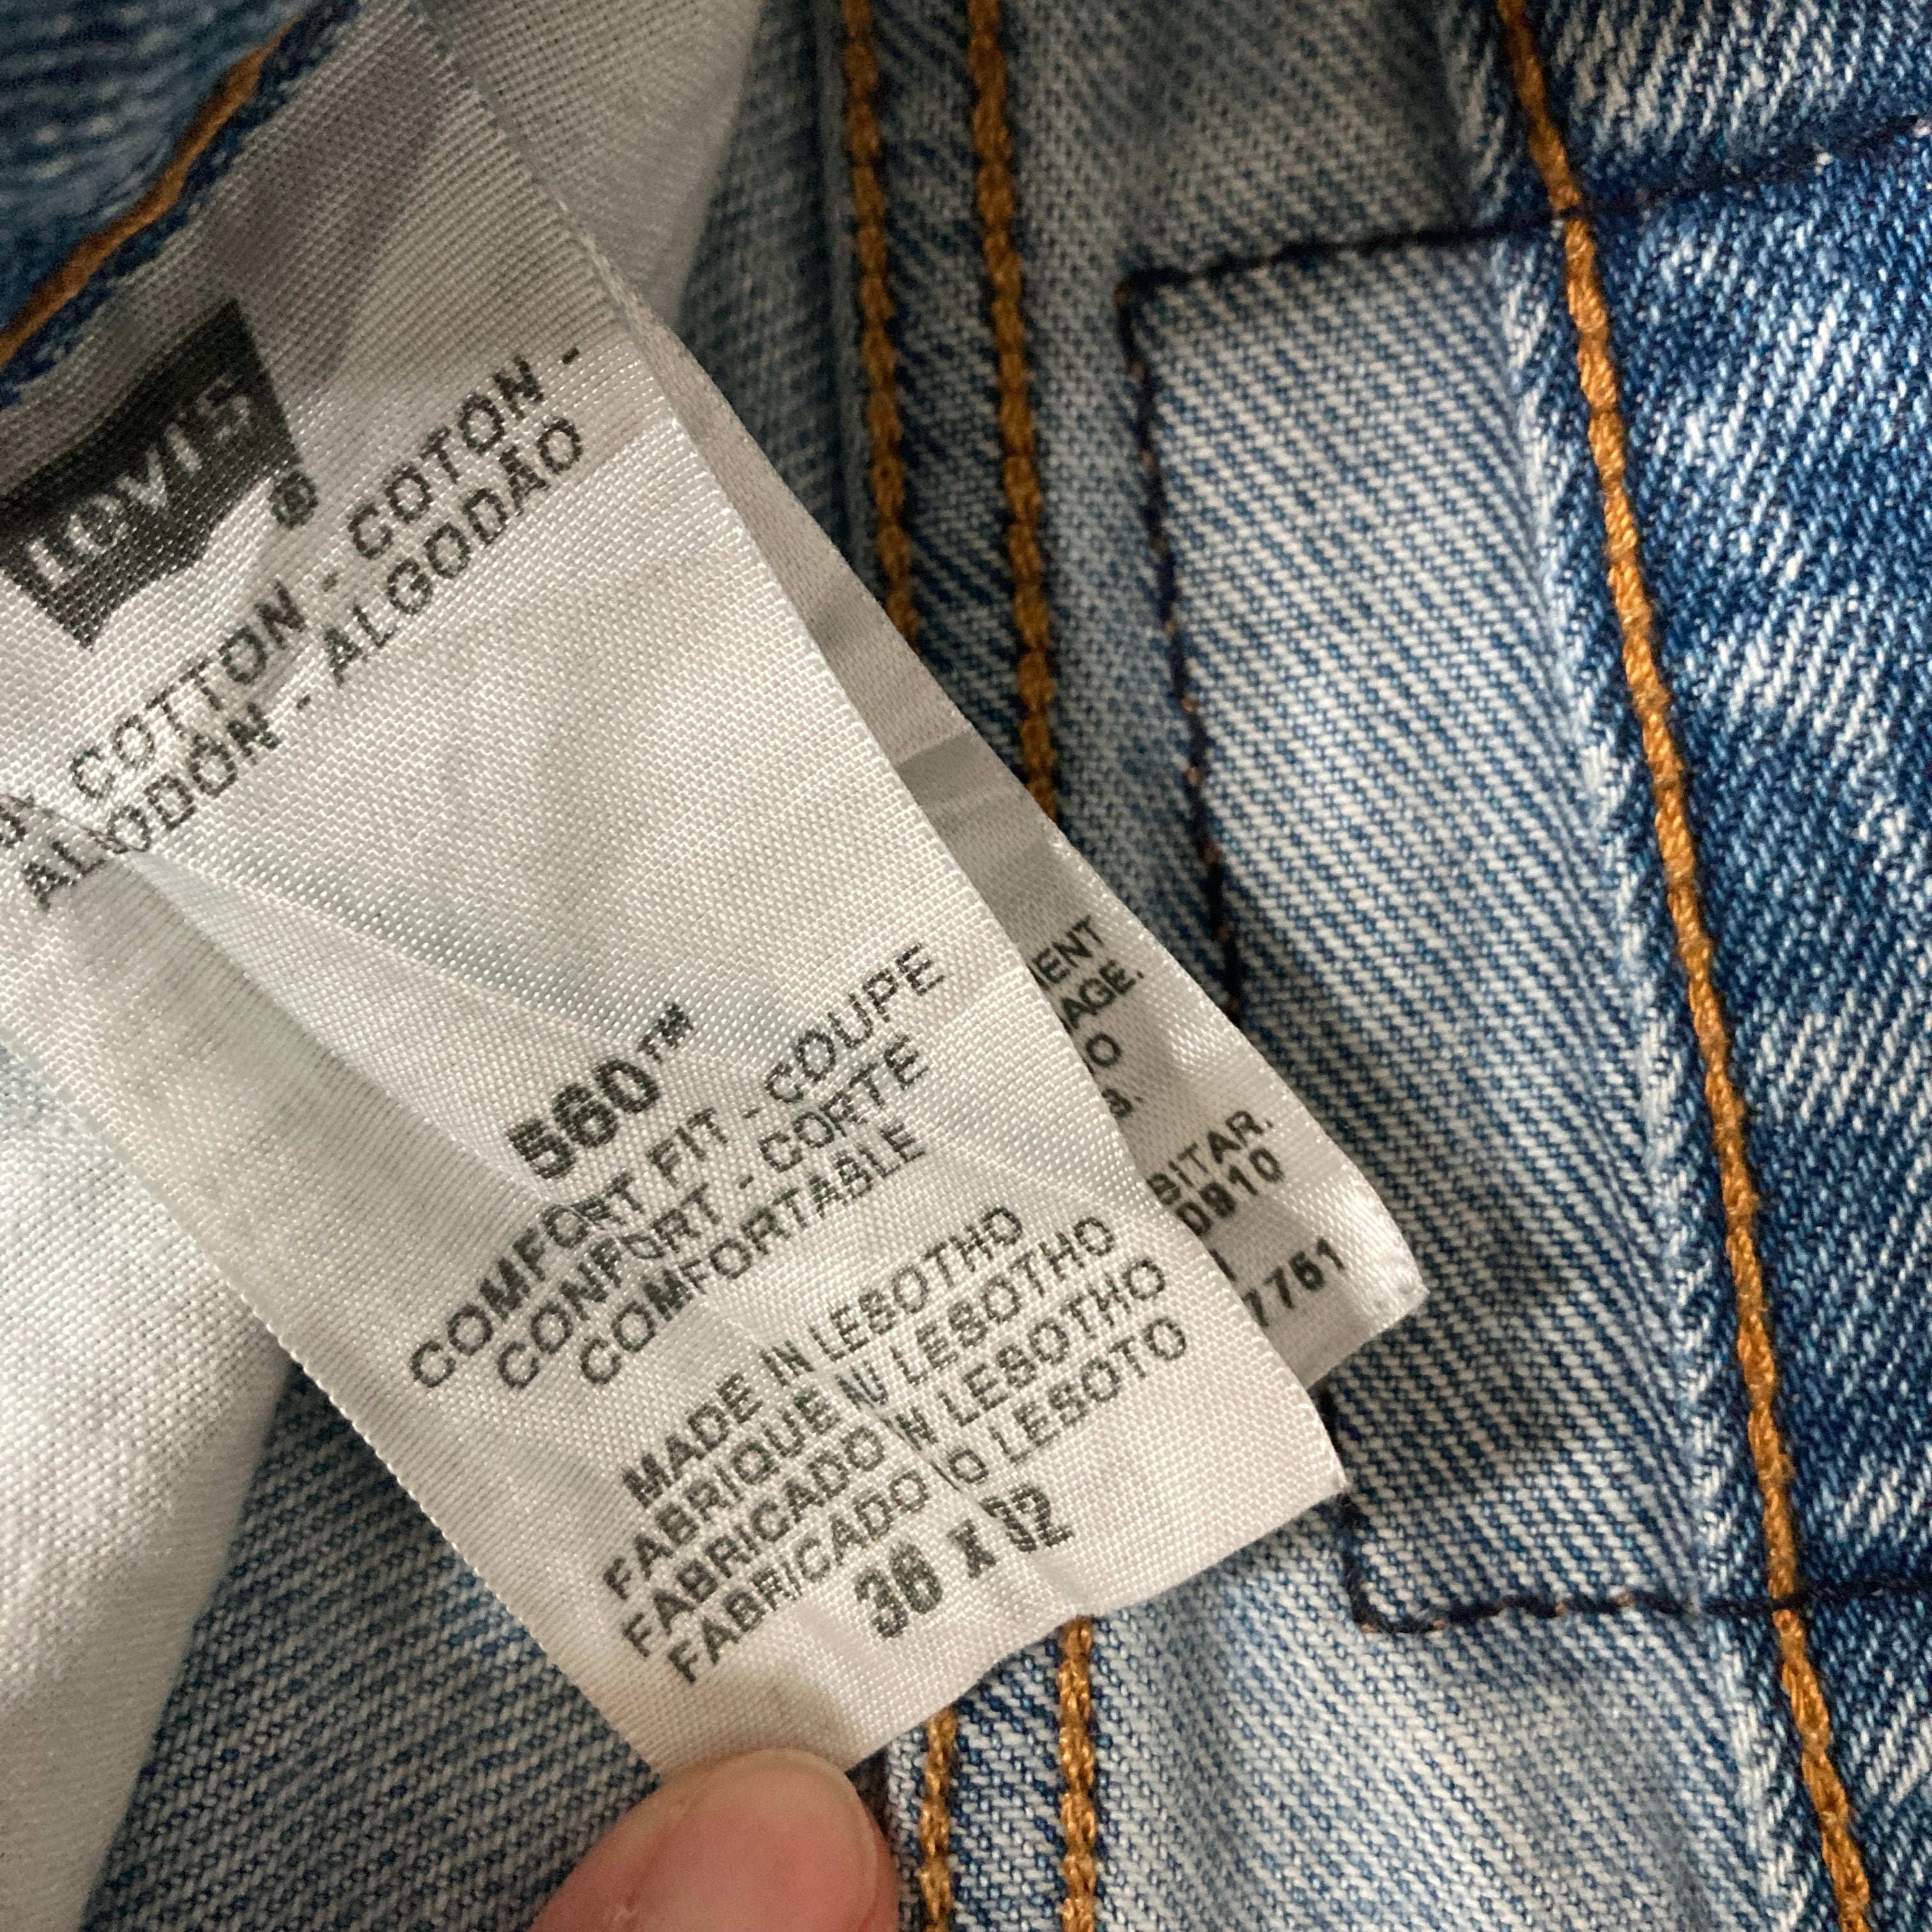 LEVI'S
®
COTTON - COTON -
ALGODÓN - ALGODAO
560™
COMFORT FIT - COUPE
CONFORT - CORTE
COMFORTABLE
MADE IN LESOTHO
FABRIQUE AU LESOTHO
FABRICADO EN LESOTHO
FABRICADO NO LESOTO
36 X 32